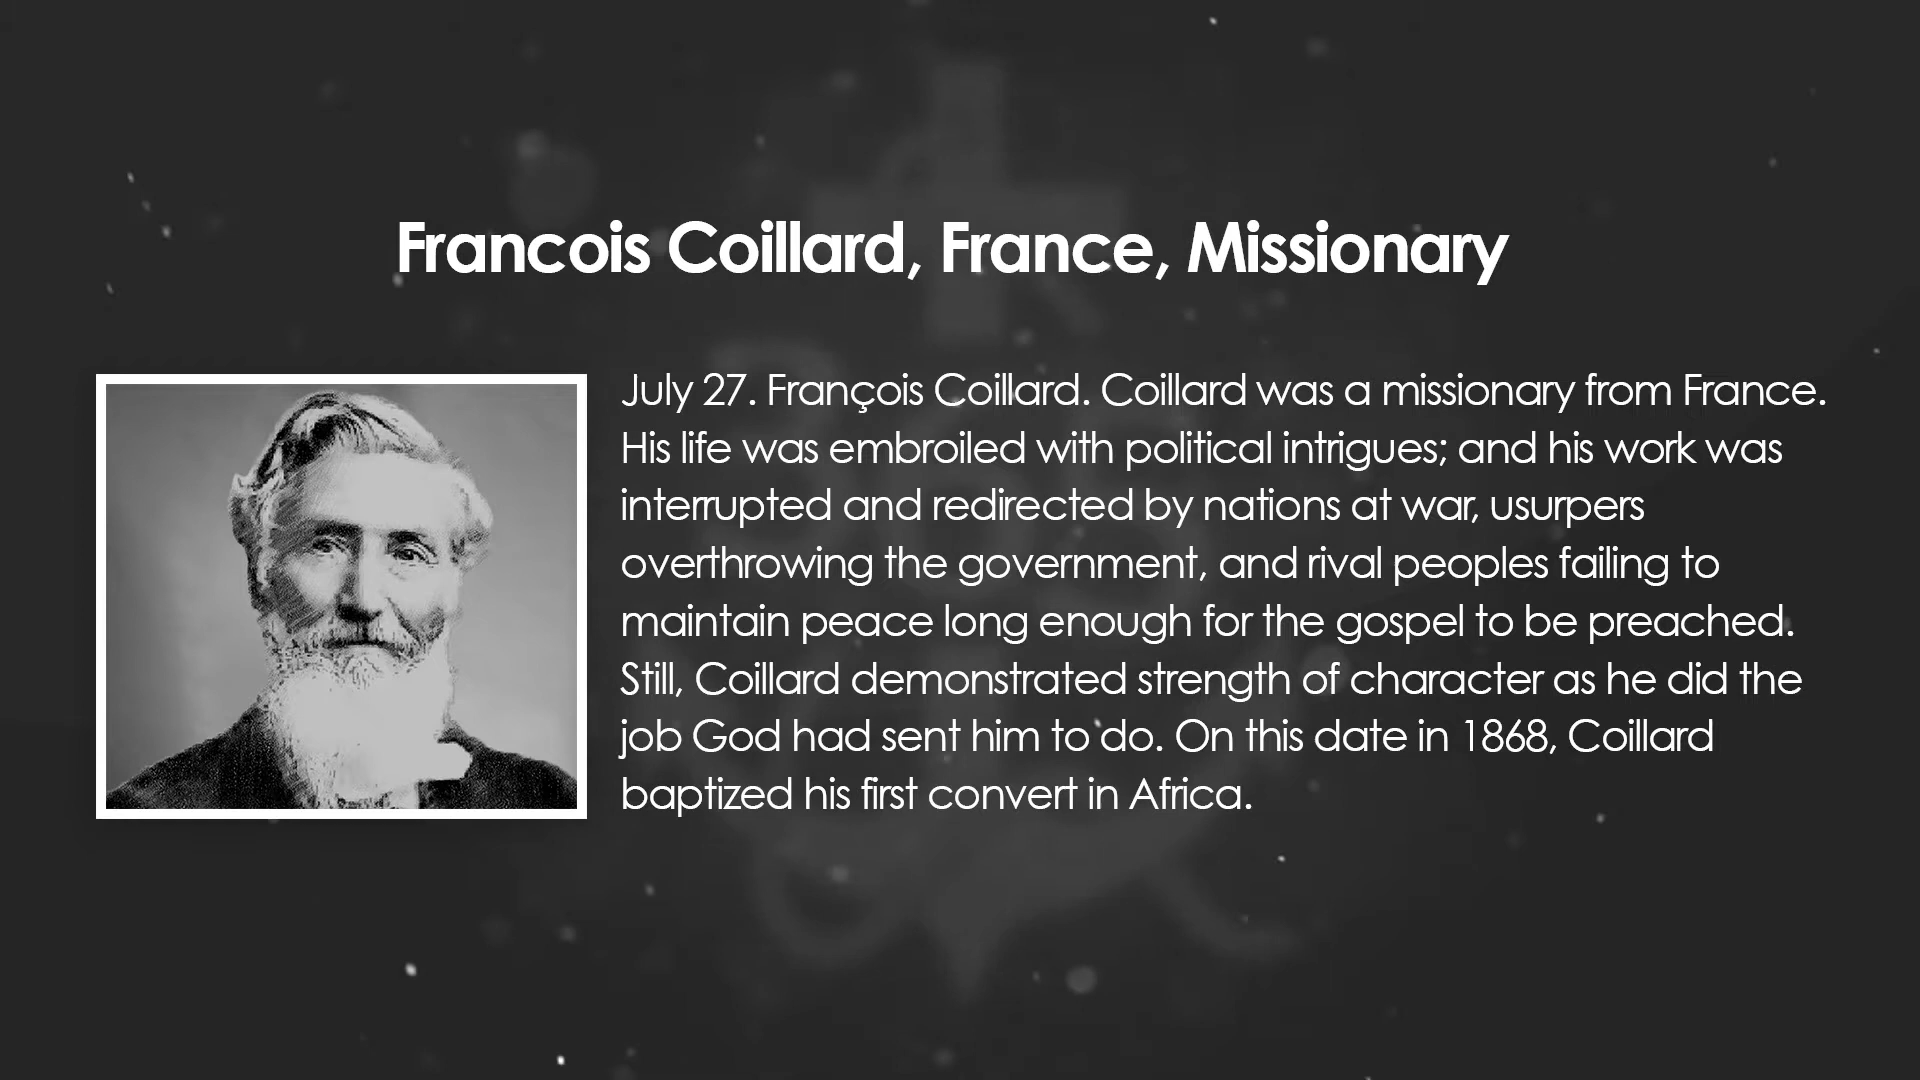 Francois Coillard, France, Missionary
July 27. François Coillard. Coillard was a missionary from France.
His life was embroiled with political intrigues; and his work was
interrupted and redirected by nations at war, usurpers
overthrowing the government, and rival peoples failing to
maintain peace long enough for the gospel to be preached.
Still, Coillard demonstrated strength of character as he did the
job God had sent him to do. On this date in 1868, Coillard
baptized his first convert in Africa.